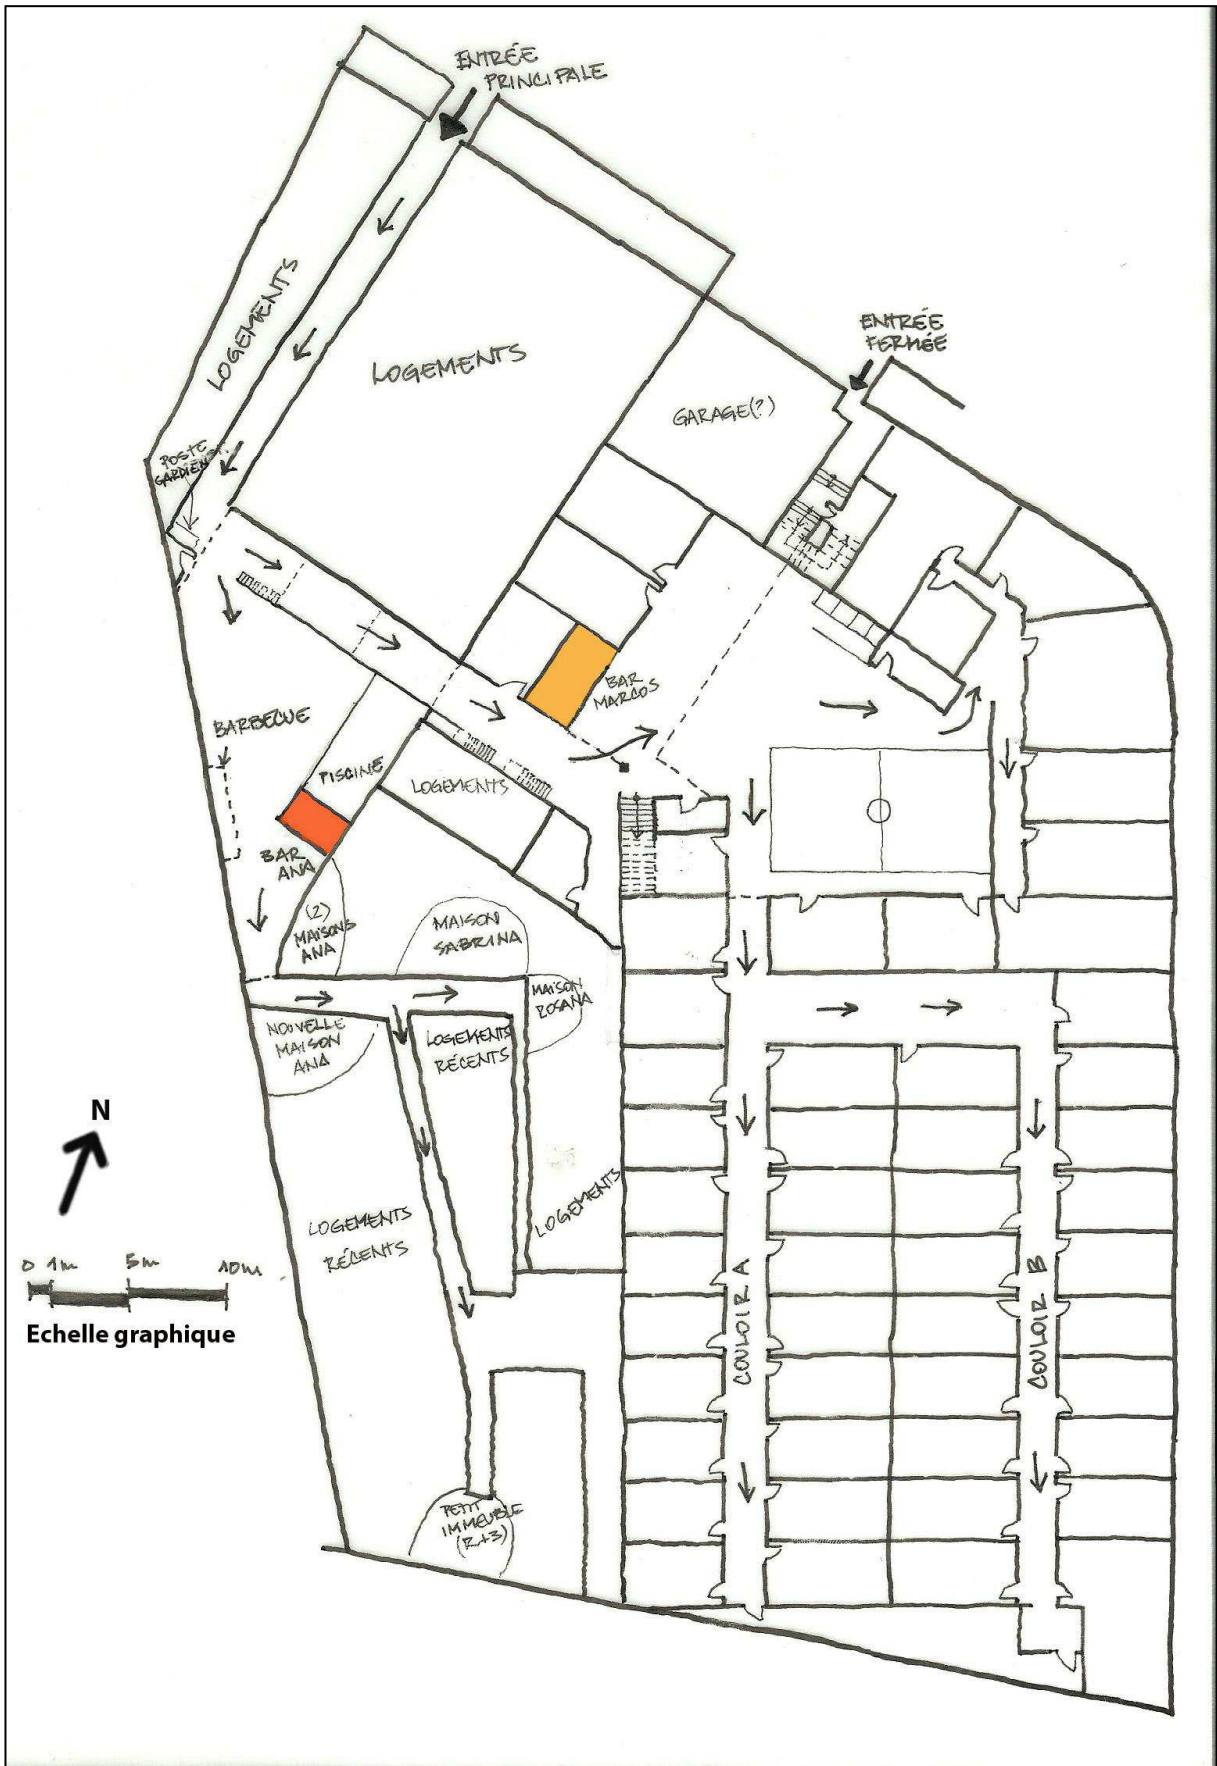 ENTRÉE
PRINCIPALE
LOGEMENTS
LOGEMENTS
ENTRÉE
FERMÉE
GARAGE(?)
POSTE
GARDIEN
BAR
MARCOS
BARBECUE
PISCINE
LOGEMENTS
BAR
ANA
(2)
MAISONS
ANA
MAISON
SABRINA
MAISON
ROSANA
NOUVELLE
MAISON
ANA
LOGEMENTS
RÉCENTS
N
LOGEMENTS
RÉCENTS
LOGEMENTS
0 1m 5m 10m
Echelle graphique
COULOIR A
COULOIR B
PETIT
IMMEUBLE
(R+3)